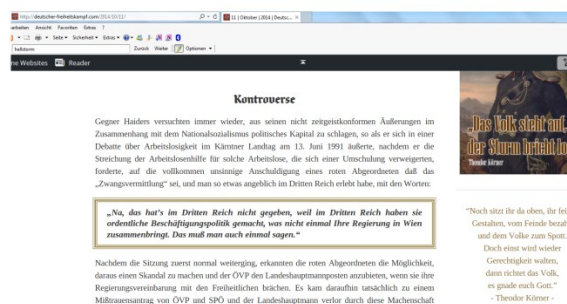 http://deutscher-freiheitskampf.com/2014/10/11/
11 | Oktober | 2014 | Deutsc...
Bearbeiten Ansicht Favoriten Extras ?
Seite Sicherheit Extras
hellstorm Zurück Weiter Optionen
ne Websites Reader
Kontroverse
Gegner Haiders versuchten immer wieder, aus seinen nicht zeitgeistkonformen Äußerungen im
Zusammenhang mit dem Nationalsozialismus politisches Kapital zu schlagen, so als er sich in einer
Debatte über Arbeitslosigkeit im Kärntner Landtag am 13. Juni 1991 äußerte, nachdem er die
Streichung der Arbeitslosenhilfe für solche Arbeitslose, die sich einer Umschulung verweigerten,
forderte, auf die vollkommen unsinnige Anschuldigung eines roten Abgeordneten daß das
„Zwangsvermittlung“ sei, und man so etwas angeblich im Dritten Reich erlebt habe, mit den Worten:
„Na, das hat’s im Dritten Reich nicht gegeben, weil im Dritten Reich haben sie
ordentliche Beschäftigungspolitik gemacht, was nicht einmal Ihre Regierung in Wien
zusammenbringt. Das muß man auch einmal sagen.“
Nachdem die Sitzung zuerst normal weiterging, erkannten die roten Abgeordneten die Möglichkeit,
daraus einen Skandal zu machen und der ÖVP den Landeshauptmannposten anzubieten, wenn sie ihre
Regierungsvereinbarung mit den Freiheitlichen brächen. Es kam daraufhin tatsächlich zu einem
Mißtrauensantrag von ÖVP und SPÖ und der Landeshauptmann verlor durch diese Machenschaft
„Das Volk steht auf,
der Sturm bricht lo
Theodor Körner
"Noch sitzt ihr da oben, ihr fei
Gestalten, vom Feinde bezah
und dem Volke zum Spott.
Doch einst wird wieder
Gerechtigkeit walten,
dann richtet das Volk,
es gnade euch Gott."
- Theodor Körner -